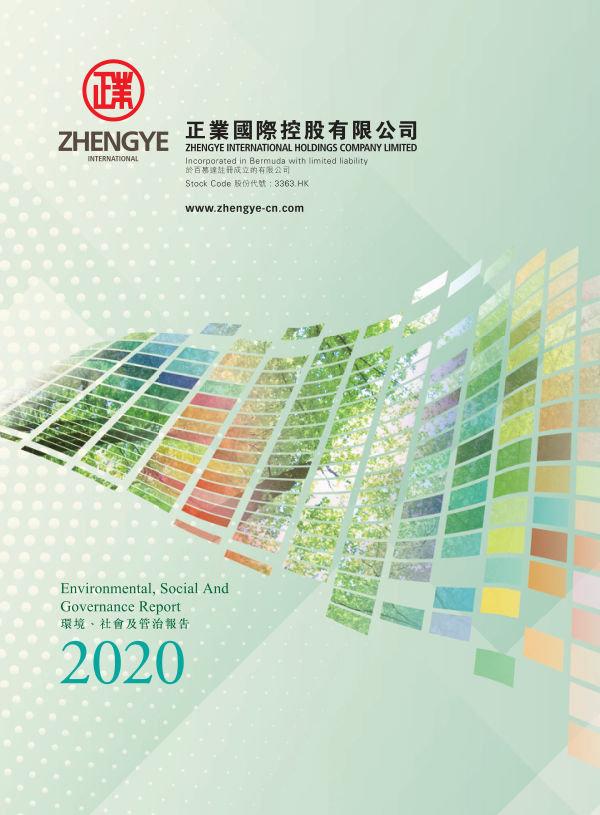 正業
ZHENGYE
INTERNATIONAL
正業國際控股有限公司
ZHENGYE INTERNATIONAL HOLDINGS COMPANY LIMITED
Incorporated in Bermuda with limited liability
於百慕達註冊成立的有限公司
Stock Code 股份代號：3363.HK
www.zhengye-cn.com
Environmental, Social And
Governance Report
環境、社會及管治報告
2020